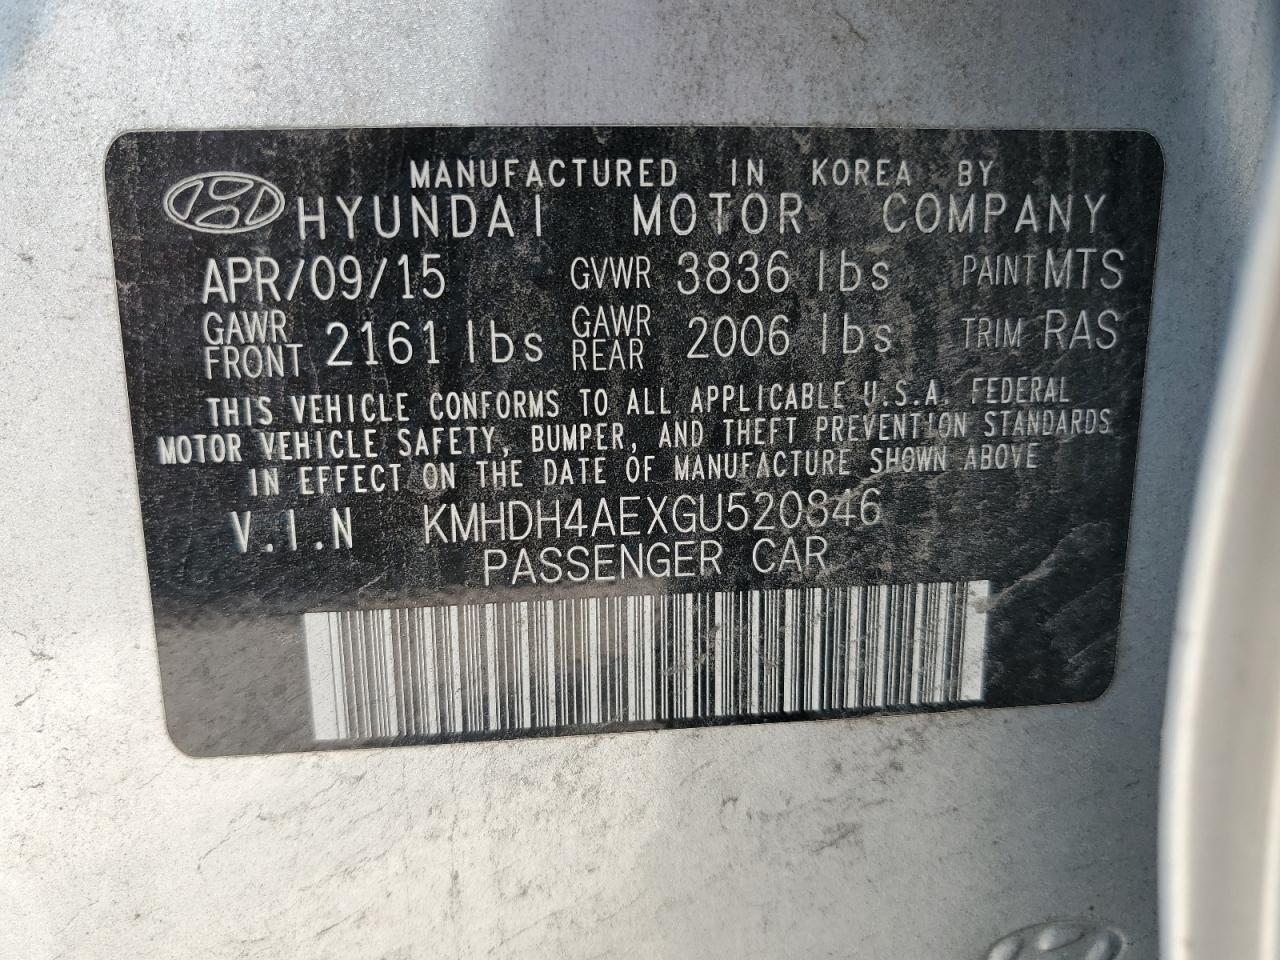 MANUFACTURED IN KOREA BY
HYUNDAI MOTOR COMPANY
APR/09/15 GVWR 3836 lbs PAINT MTS
GAWR FRONT 2161 lbs GAWR REAR 2006 lbs TRIM RAS
THIS VEHICLE CONFORMS TO ALL APPLICABLE U.S.A. FEDERAL
MOTOR VEHICLE SAFETY, BUMPER, AND THEFT PREVENTION STANDARDS
IN EFFECT ON THE DATE OF MANUFACTURE SHOWN ABOVE
V.I.N KMHDH4AEXGU520846
PASSENGER CAR